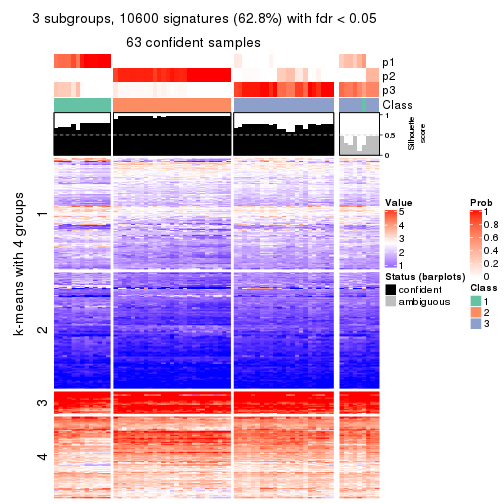 3 subgroups, 10600 signatures (62.8%) with fdr < 0.05
63 confident samples
p1
p2
p3
Class
1
0.5
0
Silhouette
score
k-means with 4 groups
1
2
3
4
Value
5
4
3
2
1
Status (barplots)
confident
ambiguous
Prob
1
0.8
0.6
0.4
0.2
0
Class
1
2
3